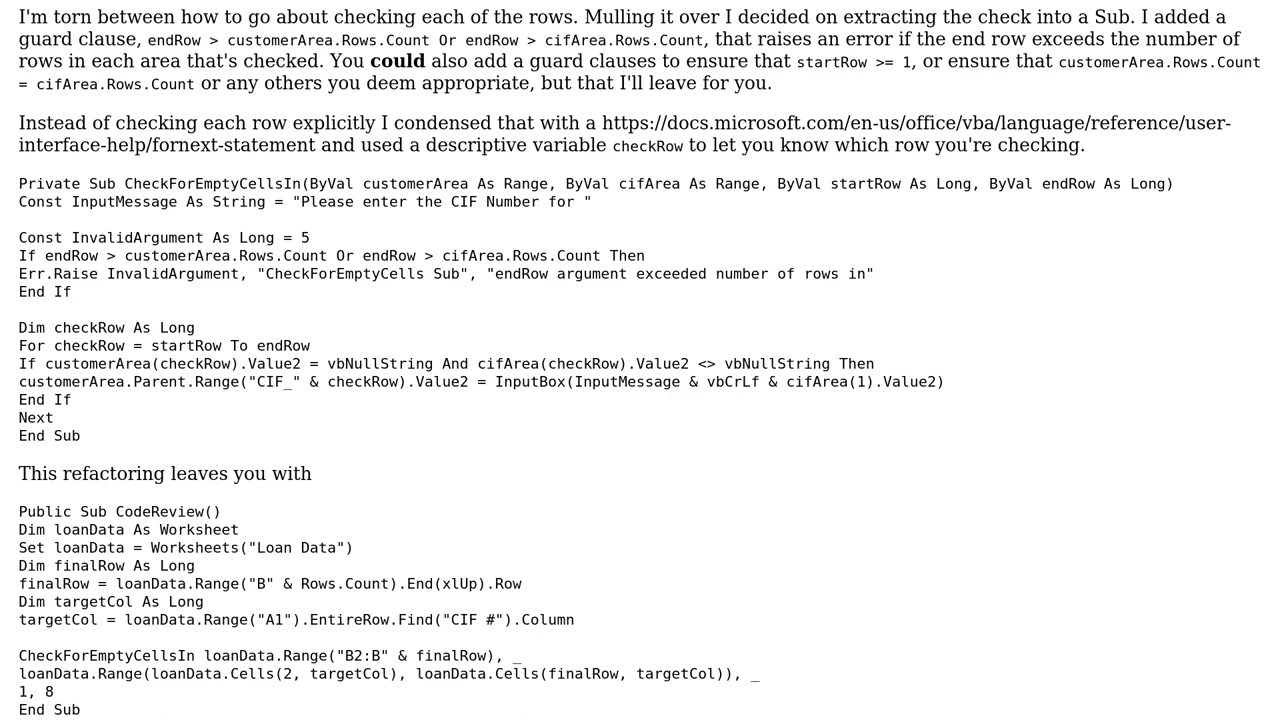 I'm torn between how to go about checking each of the rows. Mulling it over I decided on extracting the check into a Sub. I added a
guard clause, endRow > customerArea.Rows.Count Or endRow > cifArea.Rows.Count, that raises an error if the end row exceeds the number of
rows in each area that's checked. You could also add a guard clauses to ensure that startRow >= 1, or ensure that customerArea.Rows.Count
= cifArea.Rows.Count or any others you deem appropriate, but that I'll leave for you.
Instead of checking each row explicitly I condensed that with a https://docs.microsoft.com/en-us/office/vba/language/reference/user-
interface-help/fornext-statement and used a descriptive variable checkRow to let you know which row you're checking.
Private Sub CheckForEmptyCellsIn(ByVal customerArea As Range, ByVal cifArea As Range, ByVal startRow As Long, ByVal endRow As Long)
Const InputMessage As String = "Please enter the CIF Number for "
Const InvalidArgument As Long = 5
If endRow > customerArea.Rows.Count Or endRow > cifArea.Rows.Count Then
Err.Raise InvalidArgument, "CheckForEmptyCells Sub", "endRow argument exceeded number of rows in"
End If
Dim checkRow As Long
For checkRow = startRow To endRow
If customerArea(checkRow).Value2 = vbNullString And cifArea(checkRow).Value2 <> vbNullString Then
customerArea.Parent.Range("CIF_" & checkRow).Value2 = InputBox(InputMessage & vbCrLf & cifArea(1).Value2)
End If
Next
End Sub
This refactoring leaves you with
Public Sub CodeReview()
Dim loanData As Worksheet
Set loanData = Worksheets("Loan Data")
Dim finalRow As Long
finalRow = loanData.Range("B" & Rows.Count).End(xlUp).Row
Dim targetCol As Long
targetCol = loanData.Range("A1").EntireRow.Find("CIF #").Column
CheckForEmptyCellsIn loanData.Range("B2:B" & finalRow), _
loanData.Range(loanData.Cells(2, targetCol), loanData.Cells(finalRow, targetCol)), _
1, 8
End Sub